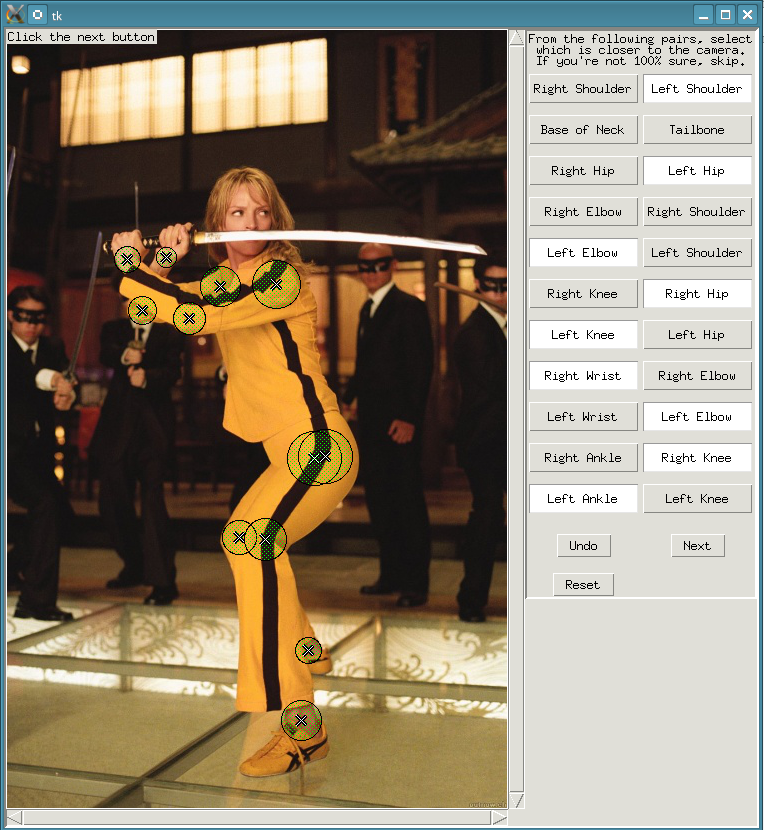 tk
Click the next button
From the following pairs, select
which is closer to the camera.
If you're not 100% sure, skip.
Right Shoulder Left Shoulder
Base of Neck Tailbone
Right Hip Left Hip
Right Elbow Right Shoulder
Left Elbow Left Shoulder
Right Knee Right Hip
Left Knee Left Hip
Right Wrist Right Elbow
Left Wrist Left Elbow
Right Ankle Right Knee
Left Ankle Left Knee
Undo Next
Reset